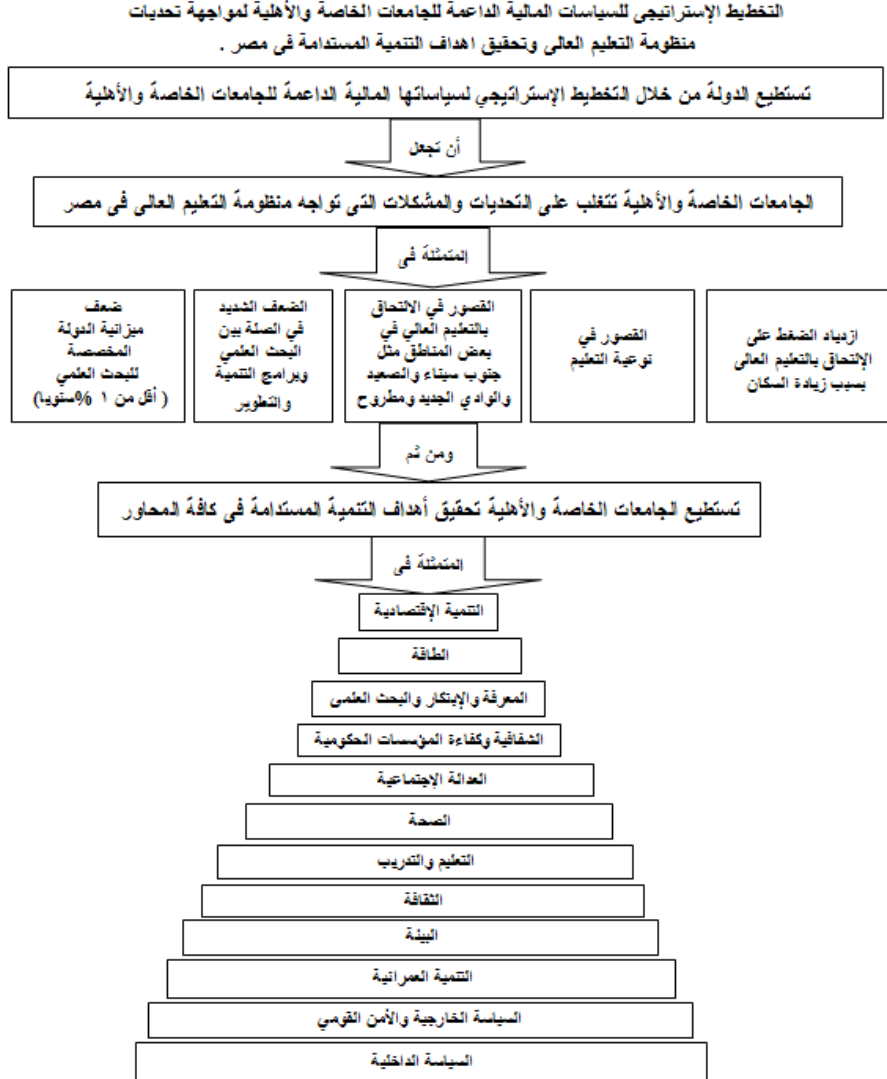 التخطيط الإستراتيجى للسياسات المالية الداعمة للجامعات الخاصة والأهلية لمواجهة تحديات
منظومة التعليم العالى وتحقيق اهداف التنمية المستدامة فى مصر .
تستطيع الدولة من خلال التخطيط الإستراتيجي لسياساتها المالية الداعمة للجامعات الخاصة والأهلية
أن تجعل
الجامعات الخاصة والأهلية تتغلب على التحديات والمشكلات التى تواجه منظومة التعليم العالى فى مصر
المتمثلة فى
ازدياد الضغط على
الإلتحاق بالتعليم العالى
بسبب زيادة السكان
القصور في
نوعية التعليم
القصور في الالتحاق
بالتعليم العالي في
بعض المناطق مثل
جنوب سيناء والصعيد
والوادي الجديد ومطروح
الضعف الشديد
في الصلة بين
البحث العلمي
وبرامج التنمية
والتطوير
ضعف
ميزانية الدولة
المخصصة
للبحث العلمي
( أقل من ١ %سنويا)
ومن ثم
تستطيع الجامعات الخاصة والأهلية تحقيق أهداف التنمية المستدامة فى كافة المحاور
المتمثلة فى
التنمية الإقتصادية
الطاقة
المعرفة والإبتكار والبحث العلمى
الشفافية وكفاءة المؤسسات الحكومية
العدالة الإجتماعية
الصحة
التعليم والتدريب
الثقافة
البيئة
التنمية العمرانية
السياسة الخارجية والأمن القومي
السياسة الداخلية